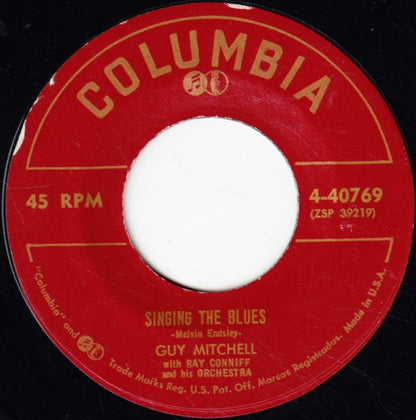 COLUMBIA
45 RPM
4-40769
(ZSP 39219)
SINGING THE BLUES
-Melvin Endsley-
GUY MITCHELL
with RAY CONNIFF
and his ORCHESTRA
"Columbia" and Trade Marks Reg. U.S. Pat. Off. Marcas Registradas. Made in U.S.A.